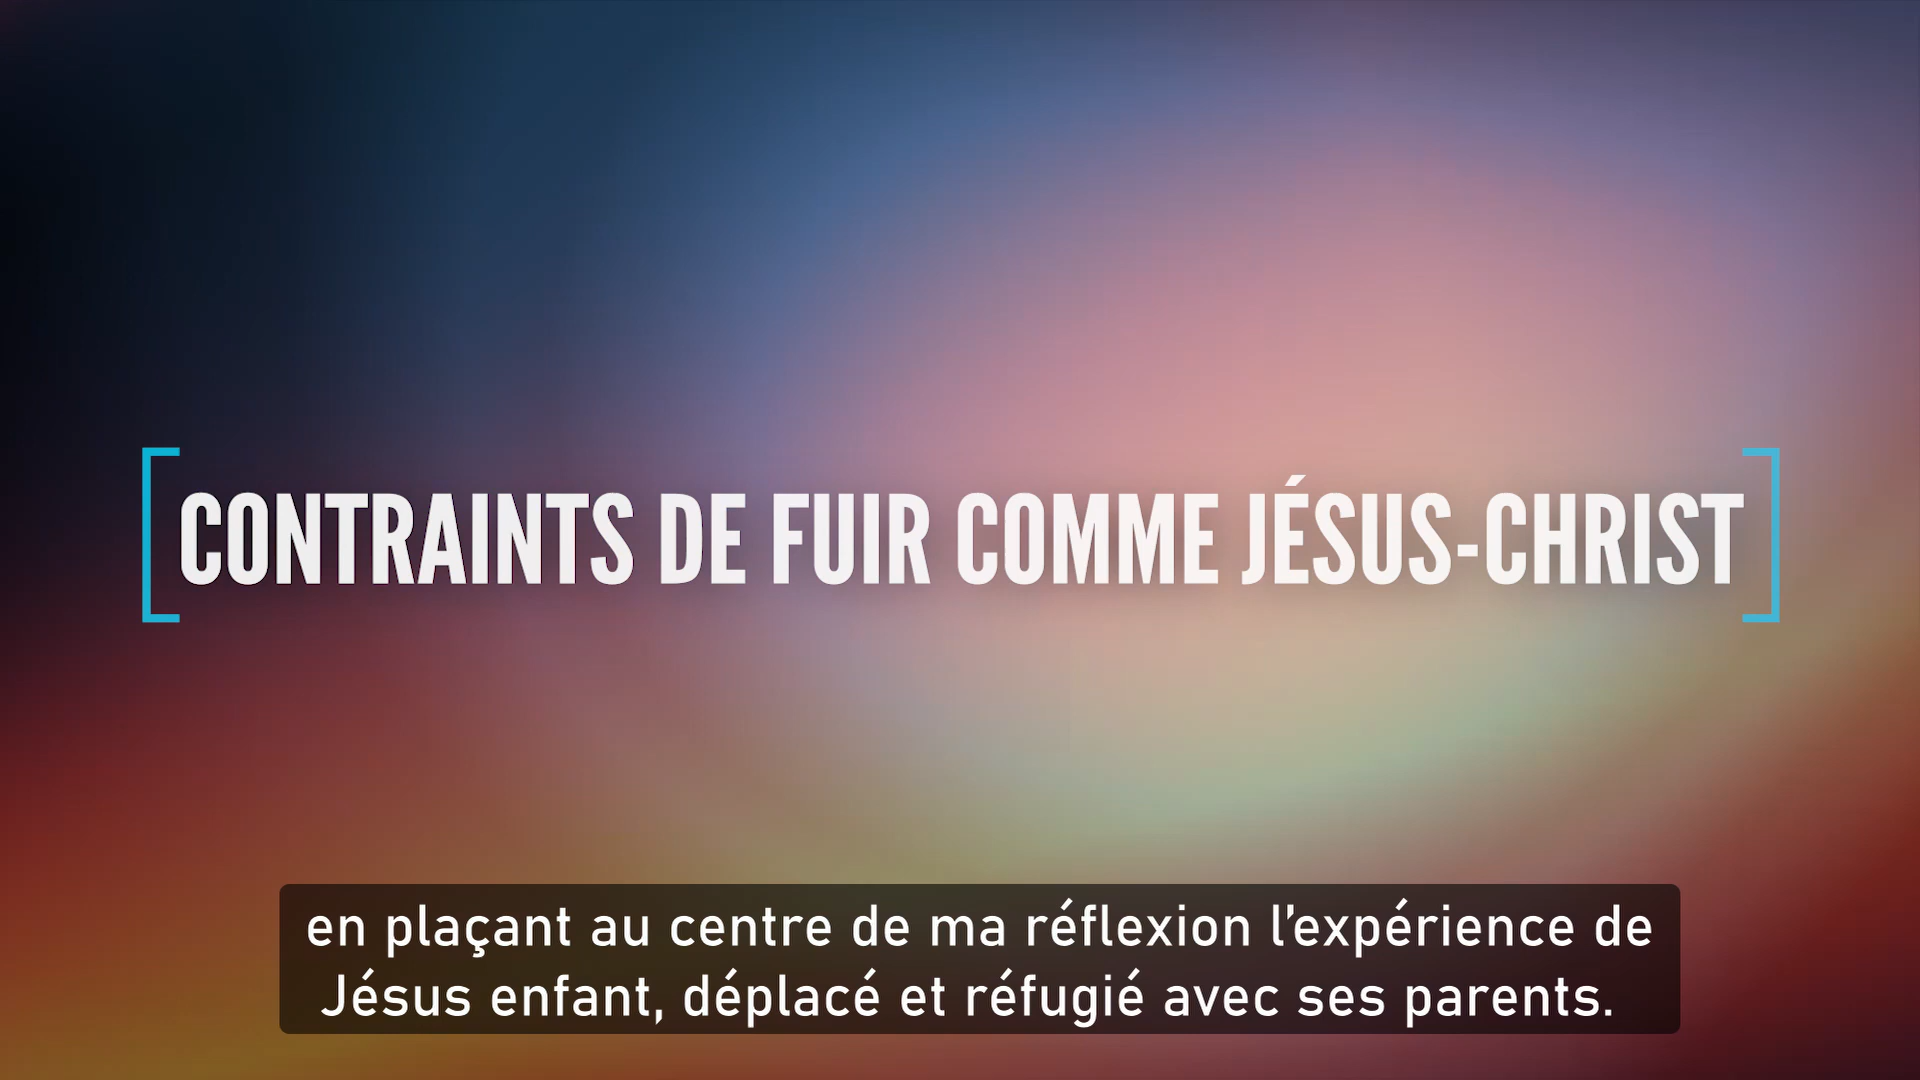 CONTRAINTS DE FUIR COMME JÉSUS-CHRIST
en plaçant au centre de ma réflexion l’expérience de
Jésus enfant, déplacé et réfugié avec ses parents.